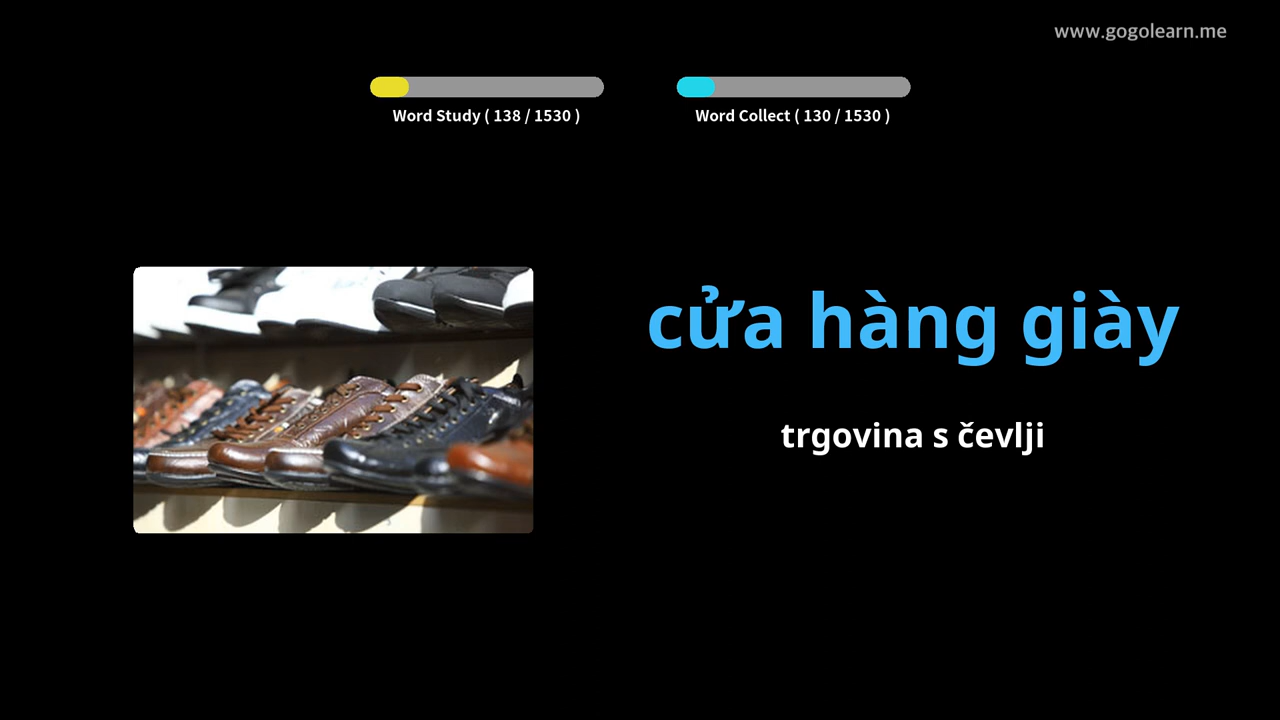 www.gogolearn.me
Word Study ( 138 / 1530 )
Word Collect ( 130 / 1530 )
cửa hàng giày
trgovina s čevlji